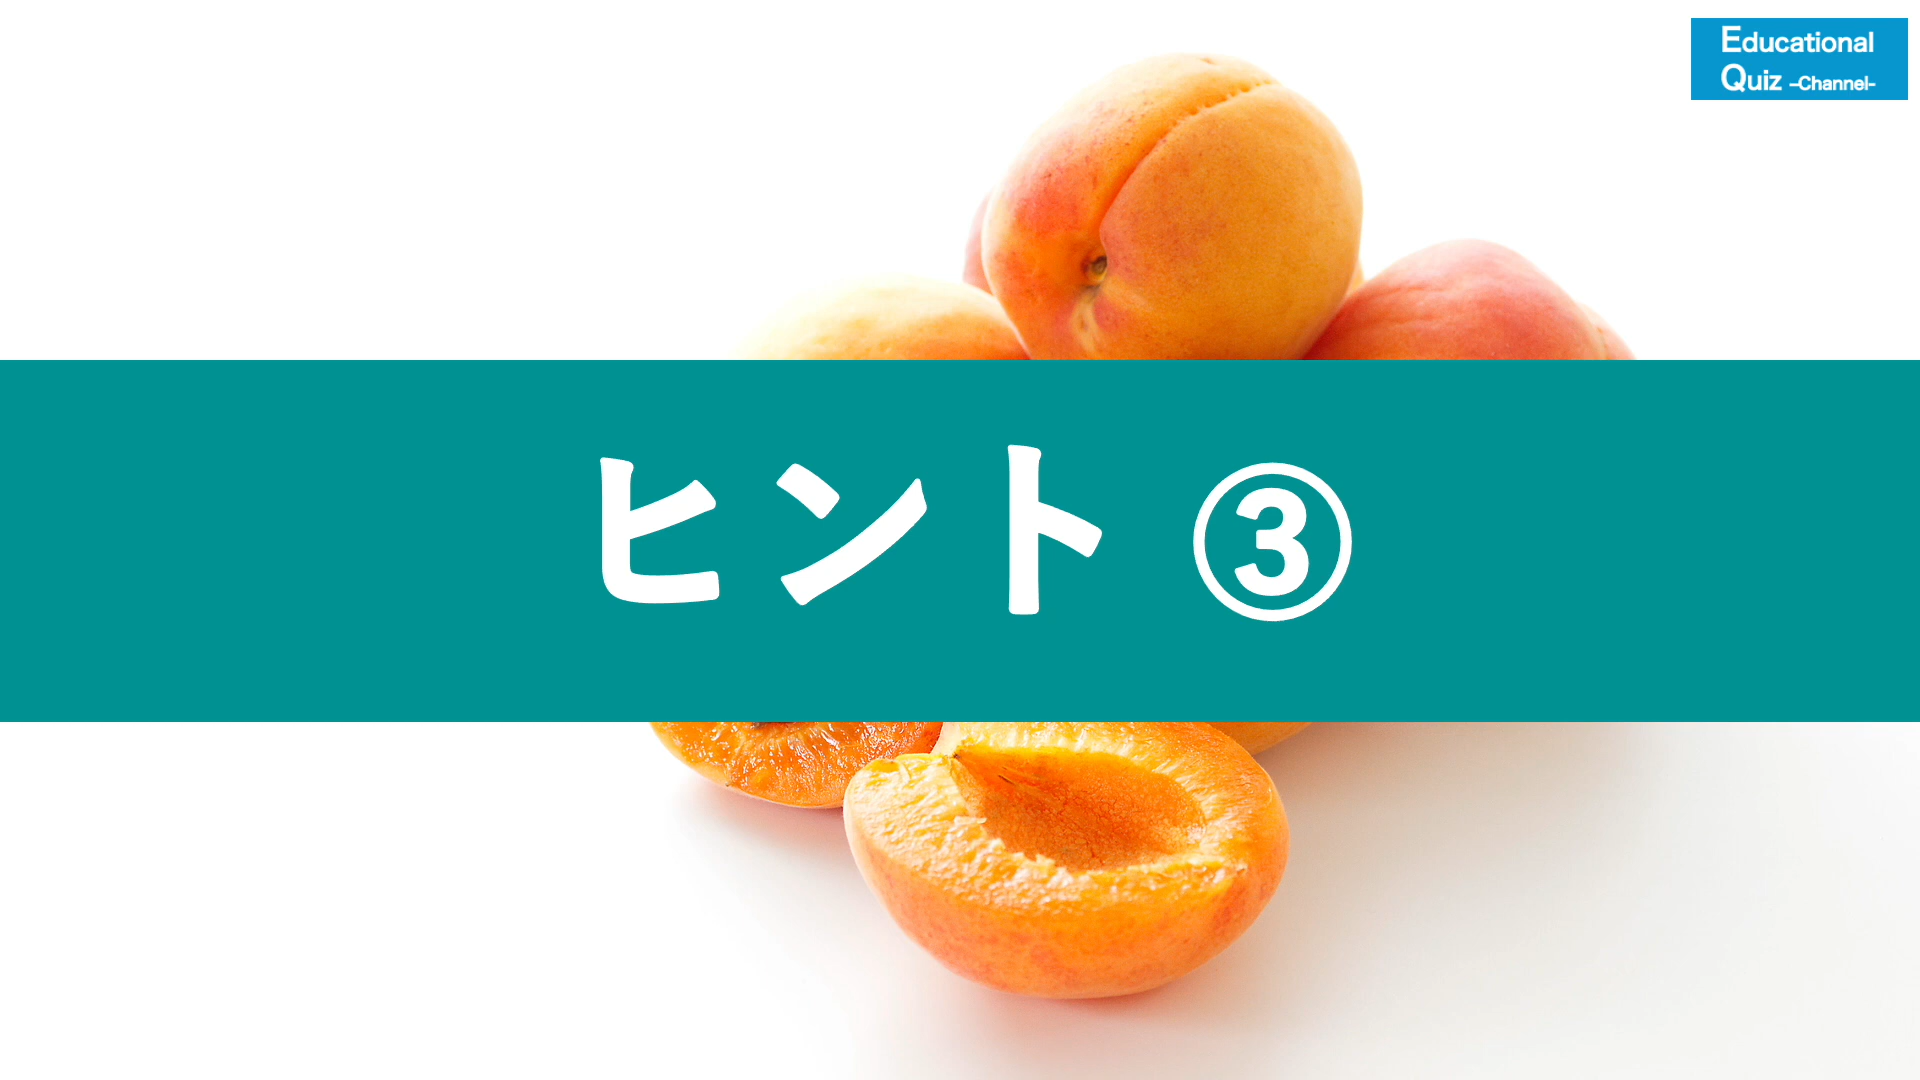 Educational
Quiz -Channel-
ヒント ③